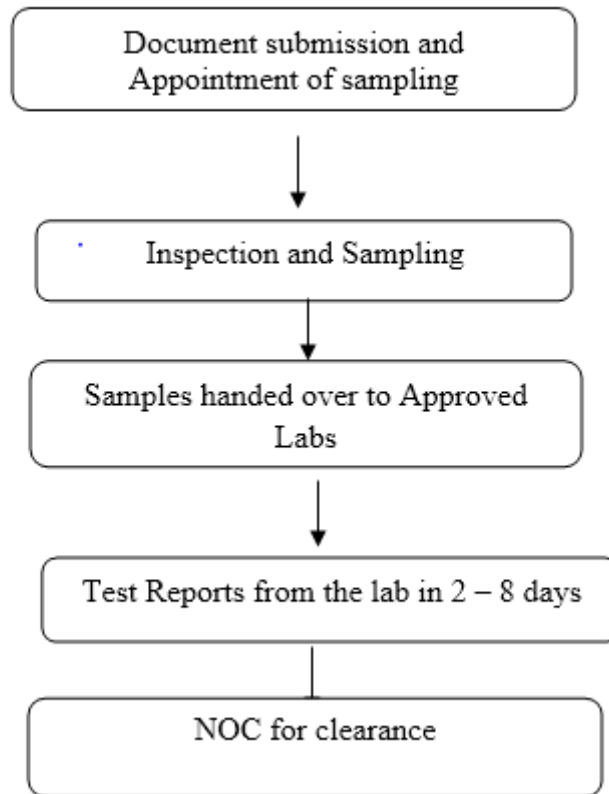 Document submission and
Appointment of sampling
Inspection and Sampling
Samples handed over to Approved
Labs
Test Reports from the lab in 2 – 8 days
NOC for clearance